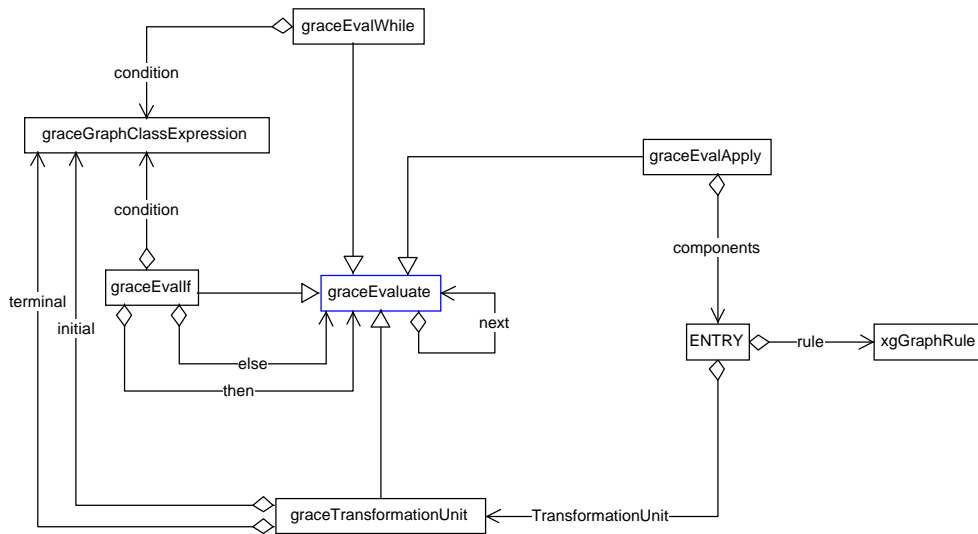 graceEvalWhile
condition
graceGraphClassExpression
graceEvalApply
condition
components
graceEvalIf
graceEvaluate
terminal
initial
next
ENTRY
rule
xgGraphRule
else
then
graceTransformationUnit
TransformationUnit